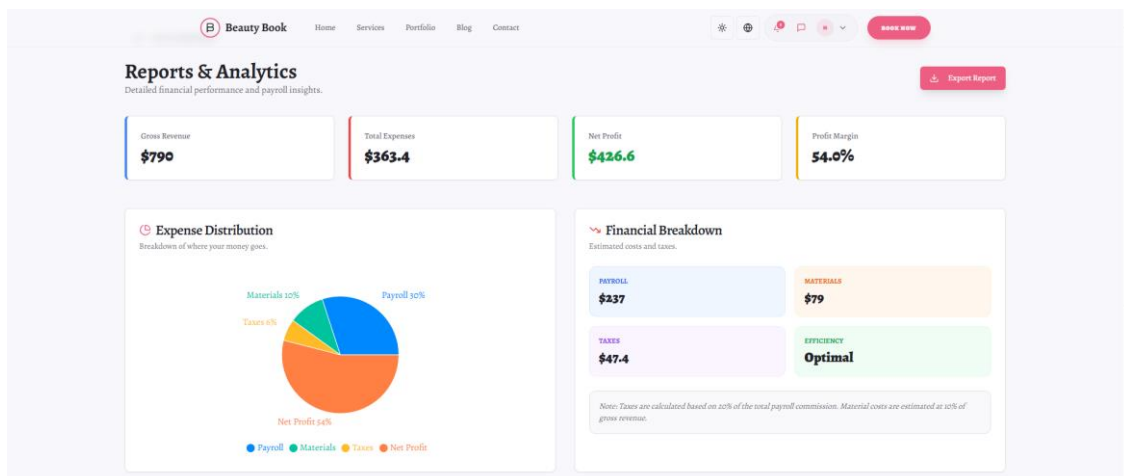 B Beauty Book Home Services Portfolio Blog Contact BOOK NOW
Reports & Analytics
Detailed financial performance and payroll insights.
Export Report
Gross Revenue
$790
Total Expenses
$363.4
Net Profit
$426.6
Profit Margin
54.0%
Expense Distribution
Breakdown of where your money goes.
Materials 10%
Payroll 30%
Taxes 6%
Net Profit 54%
Payroll Materials Taxes Net Profit
Financial Breakdown
Estimated costs and taxes.
PAYROLL
$237
MATERIALS
$79
TAXES
$47.4
EFFICIENCY
Optimal
Note: Taxes are calculated based on 20% of the total payroll commission. Material costs are estimated at 10% of
gross revenue.